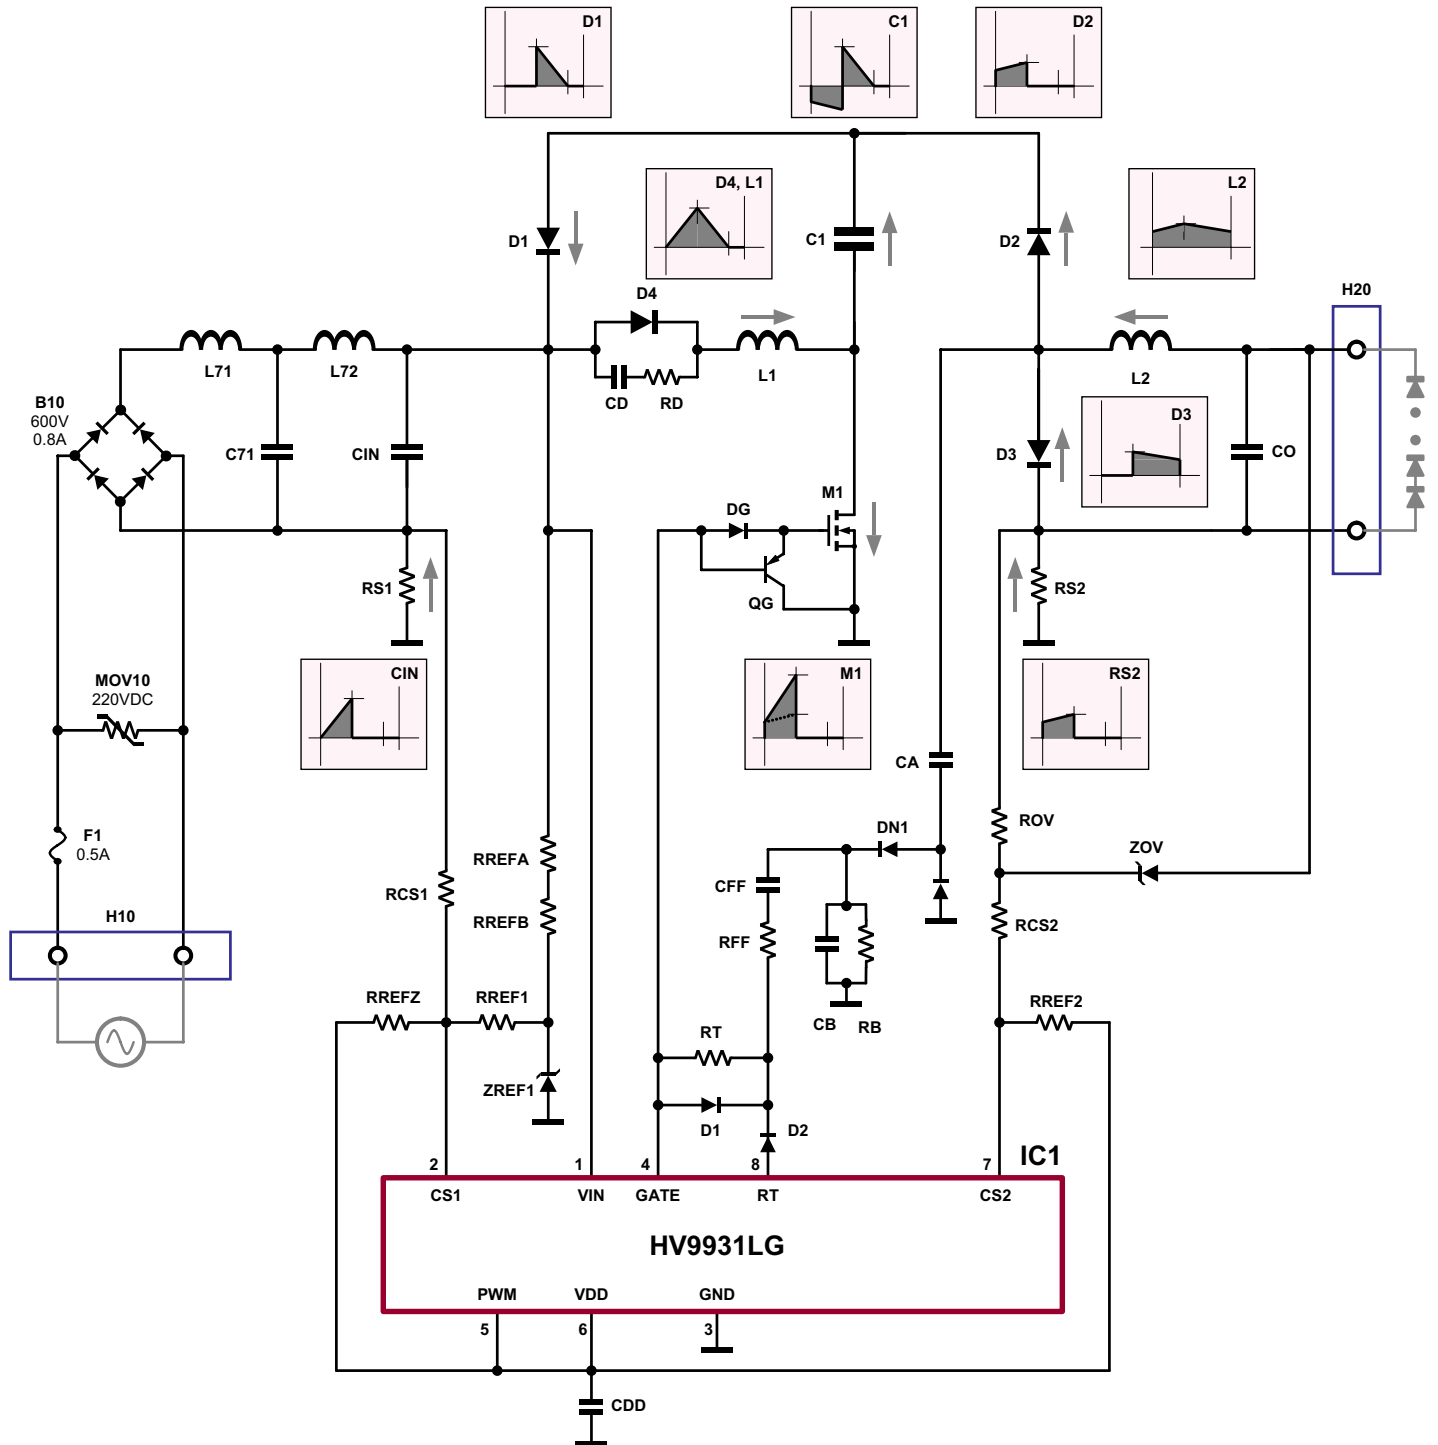 D1
C1
D2
D4, L1
L2
D1
C1
D2
D4
H20
L71
L72
CD
RD
L1
L2
B10
600V
0.8A
C71
CIN
D3
D3
CO
M1
DG
RS1
QG
RS2
CIN
M1
RS2
MOV10
220VDC
CA
F1
0.5A
ROV
DN1
ZOV
RREFA
RCS1
CFF
RREFB
RFF
RCS2
H10
RREFZ
RREF1
RREF2
CB
RB
RT
ZREF1
D1
D2
IC1
2
1
4
8
7
CS1
VIN
GATE
RT
CS2
HV9931LG
PWM
VDD
GND
5
6
3
CDD